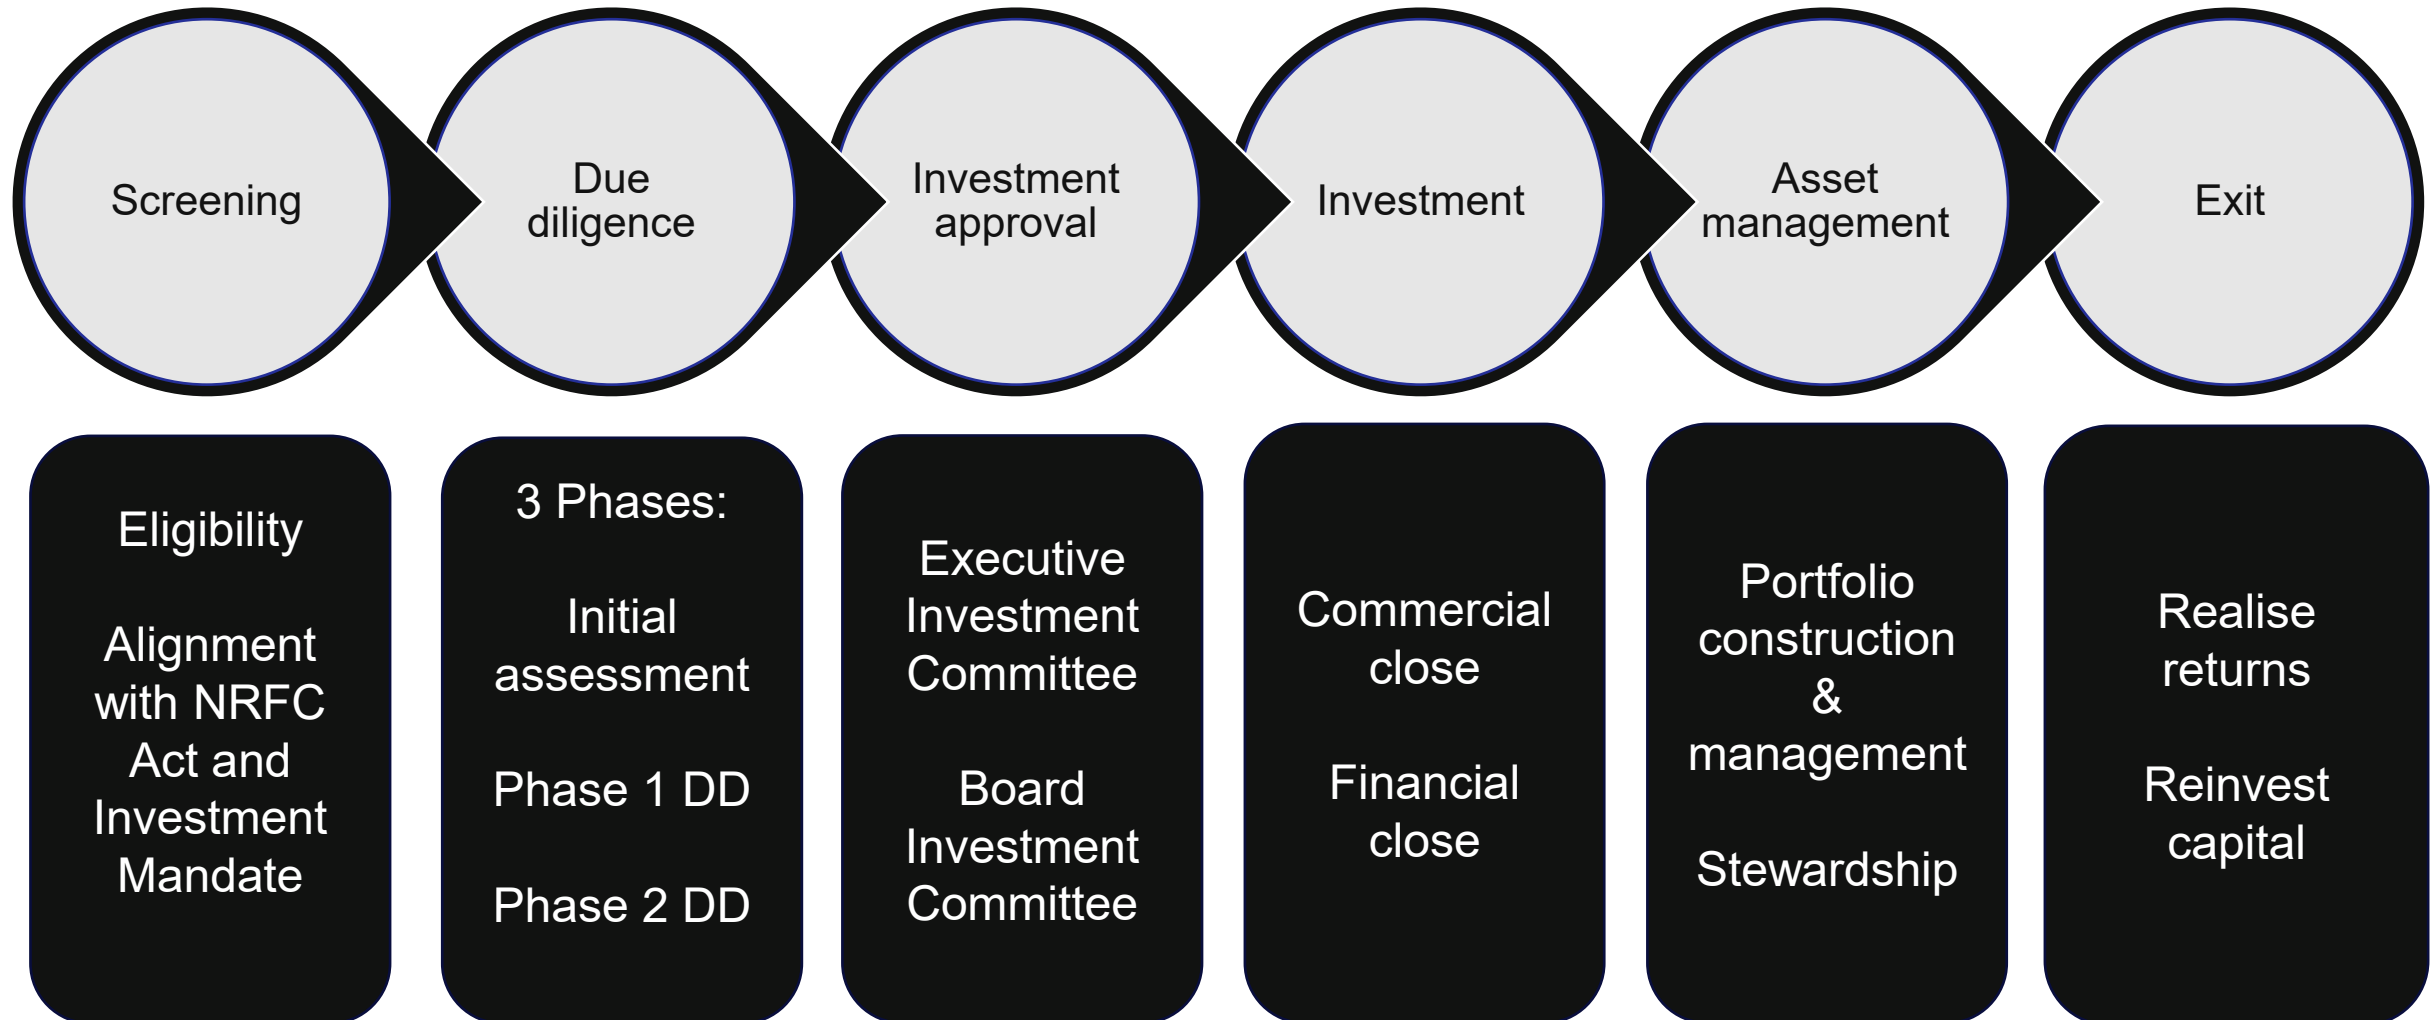 Screening
Due
diligence
Investment
approval
Investment
Asset
management
Exit
Eligibility
Alignment
with NRFC
Act and
Investment
Mandate
3 Phases:
Initial
assessment
Phase 1 DD
Phase 2 DD
Executive
Investment
Committee
Board
Investment
Committee
Commercial
close
Financial
close
Portfolio
construction
&
management
Stewardship
Realise
returns
Reinvest
capital